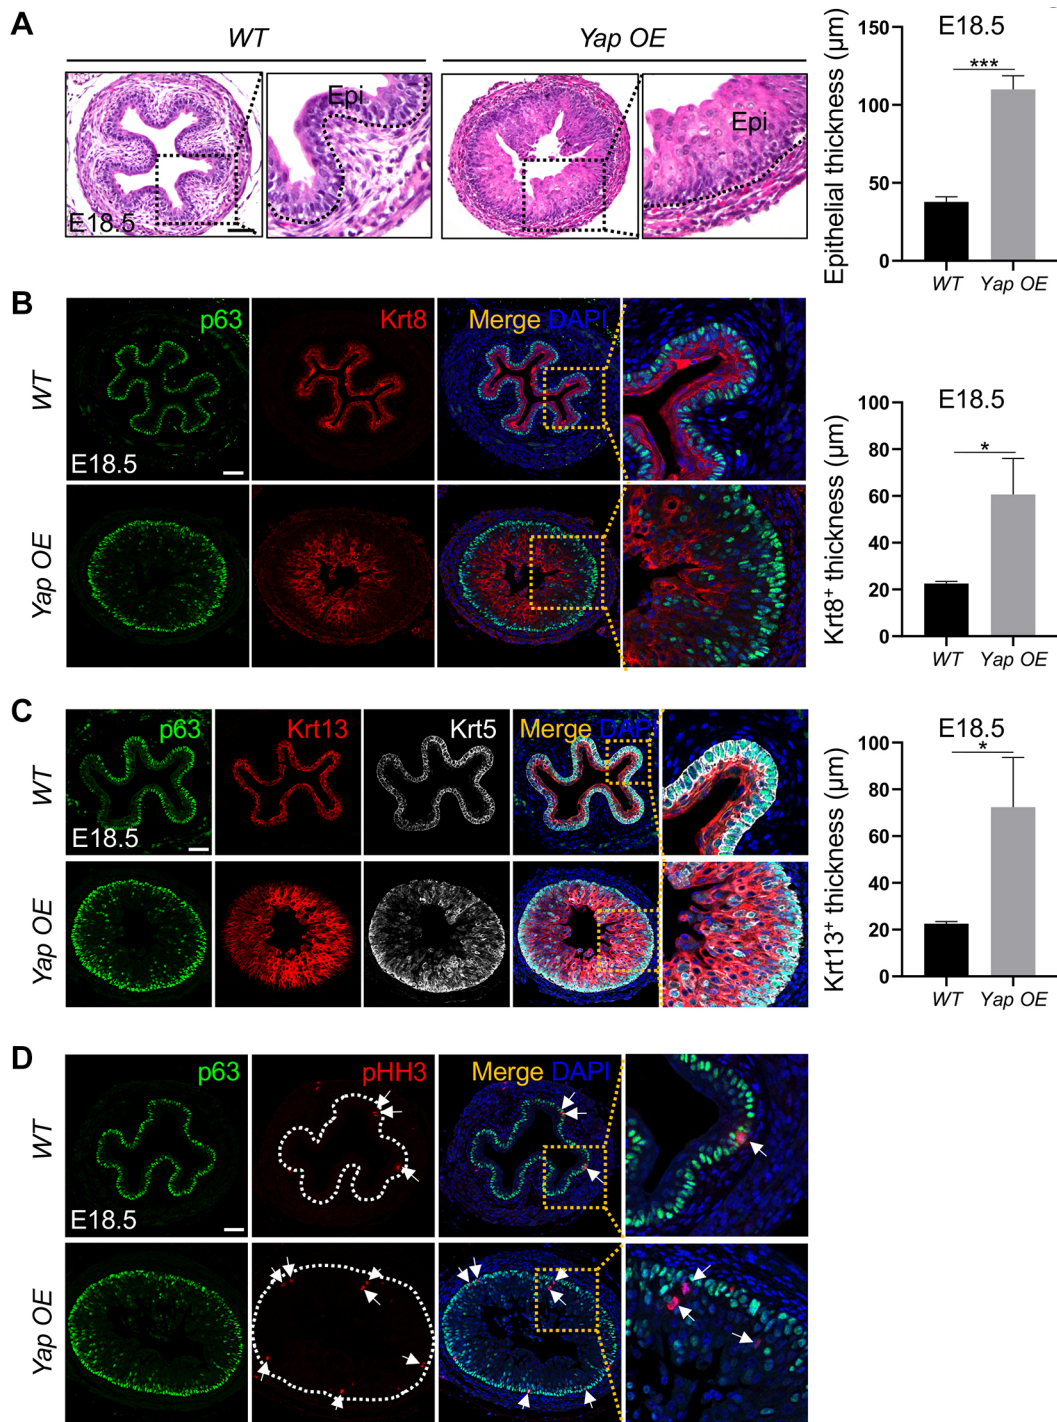 A
WT
Yap OE
E18.5
Epi
Epi
E18.5
Epithelial thickness (μm)
150
100
50
0
***
WT
Yap OE
B
WT
p63
Krt8
Merge DAPI
E18.5
Yap OE
E18.5
Krt8⁺ thickness (μm)
100
80
60
40
20
0
*
WT
Yap OE
C
WT
p63
Krt13
Krt5
Merge DAPI
E18.5
Yap OE
E18.5
Krt13⁺ thickness (μm)
100
80
60
40
20
0
*
WT
Yap OE
D
WT
p63
pHH3
Merge DAPI
E18.5
Yap OE